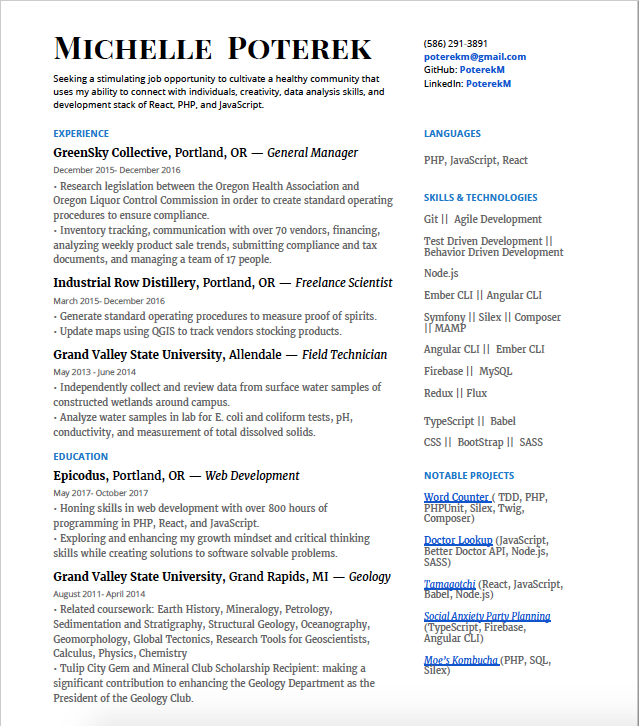 MICHELLE POTEREK
Seeking a stimulating job opportunity to cultivate a healthy community that
uses my ability to connect with individuals, creativity, data analysis skills, and
development stack of React, PHP, and JavaScript.
EXPERIENCE
GreenSky Collective, Portland, OR — General Manager
December 2015- December 2016
• Research legislation between the Oregon Health Association and
Oregon Liquor Control Commission in order to create standard operating
procedures to ensure compliance.
• Inventory tracking, communication with over 70 vendors, financing,
analyzing weekly product sale trends, submitting compliance and tax
documents, and managing a team of 17 people.
Industrial Row Distillery, Portland, OR — Freelance Scientist
March 2015- December 2016
• Generate standard operating procedures to measure proof of spirits.
• Update maps using QGIS to track vendors stocking products.
Grand Valley State University, Allendale — Field Technician
May 2013 - June 2014
• Independently collect and review data from surface water samples of
constructed wetlands around campus.
• Analyze water samples in lab for E. coli and coliform tests, pH,
conductivity, and measurement of total dissolved solids.
EDUCATION
Epicodus, Portland, OR — Web Development
May 2017- October 2017
• Honing skills in web development with over 800 hours of
programming in PHP, React, and JavaScript.
• Exploring and enhancing my growth mindset and critical thinking
skills while creating solutions to software solvable problems.
Grand Valley State University, Grand Rapids, MI — Geology
August 2011- April 2014
• Related coursework: Earth History, Mineralogy, Petrology,
Sedimentation and Stratigraphy, Structural Geology, Oceanography,
Geomorphology, Global Tectonics, Research Tools for Geoscientists,
Calculus, Physics, Chemistry
• Tulip City Gem and Mineral Club Scholarship Recipient: making a
significant contribution to enhancing the Geology Department as the
President of the Geology Club.
(586) 291-3891
poterekm@gmail.com
GitHub: PoterekM
LinkedIn: PoterekM
LANGUAGES
PHP, JavaScript, React
SKILLS & TECHNOLOGIES
Git || Agile Development
Test Driven Development ||
Behavior Driven Development
Node.js
Ember CLI || Angular CLI
Symfony || Silex || Composer
|| MAMP
Angular CLI || Ember CLI
Firebase || MySQL
Redux || Flux
TypeScript || Babel
CSS || BootStrap || SASS
NOTABLE PROJECTS
Word Counter ( TDD, PHP,
PHPUnit, Silex, Twig,
Composer)
Doctor Lookup (JavaScript,
Better Doctor API, Node.js,
SASS)
Tamagotchi (React, JavaScript,
Babel, Node.js)
Social Anxiety Party Planning
(TypeScript, Firebase,
Angular CLI)
Moe's Kombucha (PHP, SQL,
Silex)